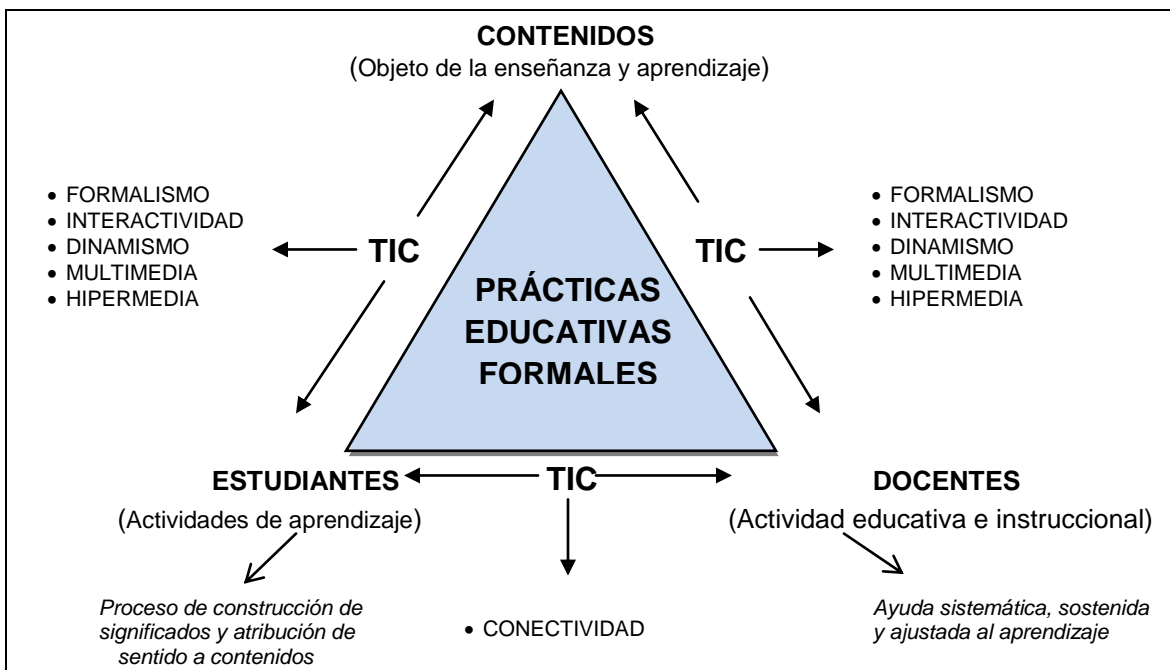 CONTENIDOS
(Objeto de la enseñanza y aprendizaje)
• FORMALISMO
• INTERACTIVIDAD
• DINAMISMO
• MULTIMEDIA
• HIPERMEDIA
TIC
TIC
• FORMALISMO
• INTERACTIVIDAD
• DINAMISMO
• MULTIMEDIA
• HIPERMEDIA
PRÁCTICAS
EDUCATIVAS
FORMALES
ESTUDIANTES
(Actividades de aprendizaje)
TIC
DOCENTES
(Actividad educativa e instruccional)
Proceso de construcción de
significados y atribución de
sentido a contenidos
• CONECTIVIDAD
Ayuda sistemática, sostenida
y ajustada al aprendizaje